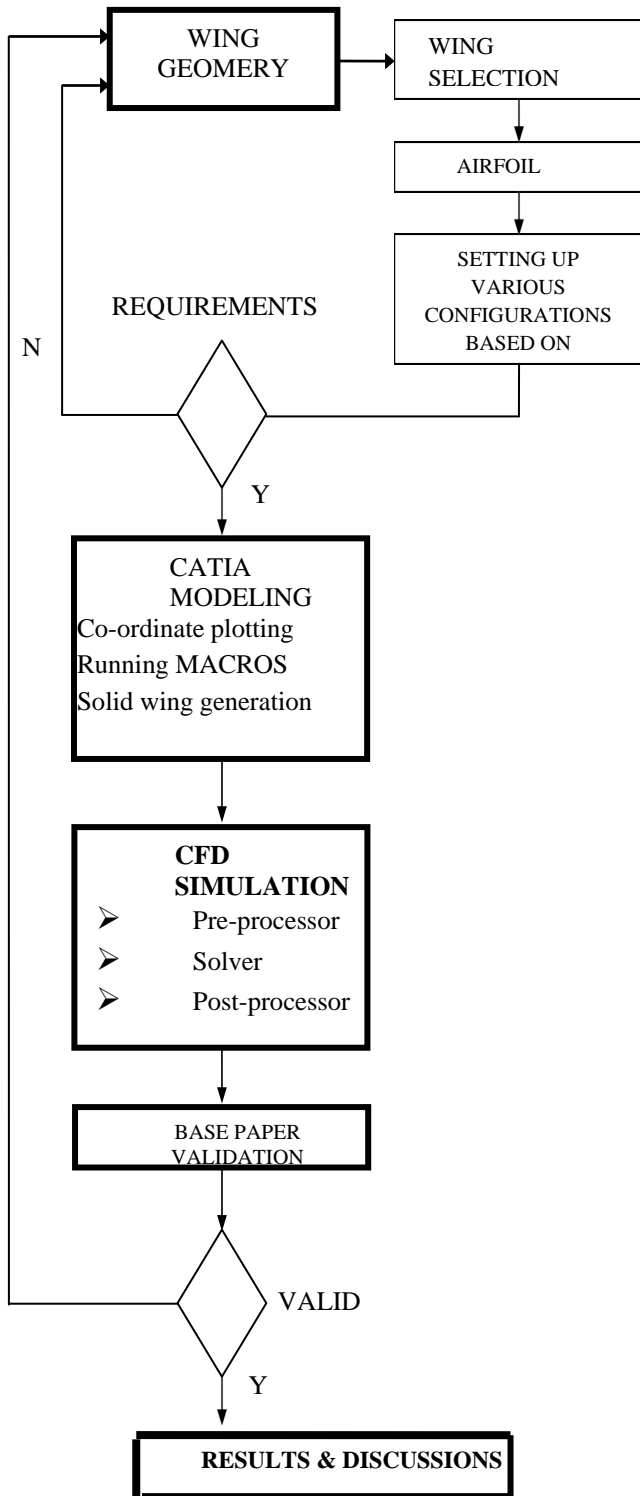 WING
GEOMERY
WING
SELECTION
AIRFOIL
SETTING UP
VARIOUS
CONFIGURATIONS
BASED ON
REQUIREMENTS
N
Y
CATIA
MODELING
Co-ordinate plotting
Running MACROS
Solid wing generation
CFD
SIMULATION
➢ Pre-processor
➢ Solver
➢ Post-processor
BASE PAPER
VALIDATION
VALID
Y
RESULTS & DISCUSSIONS